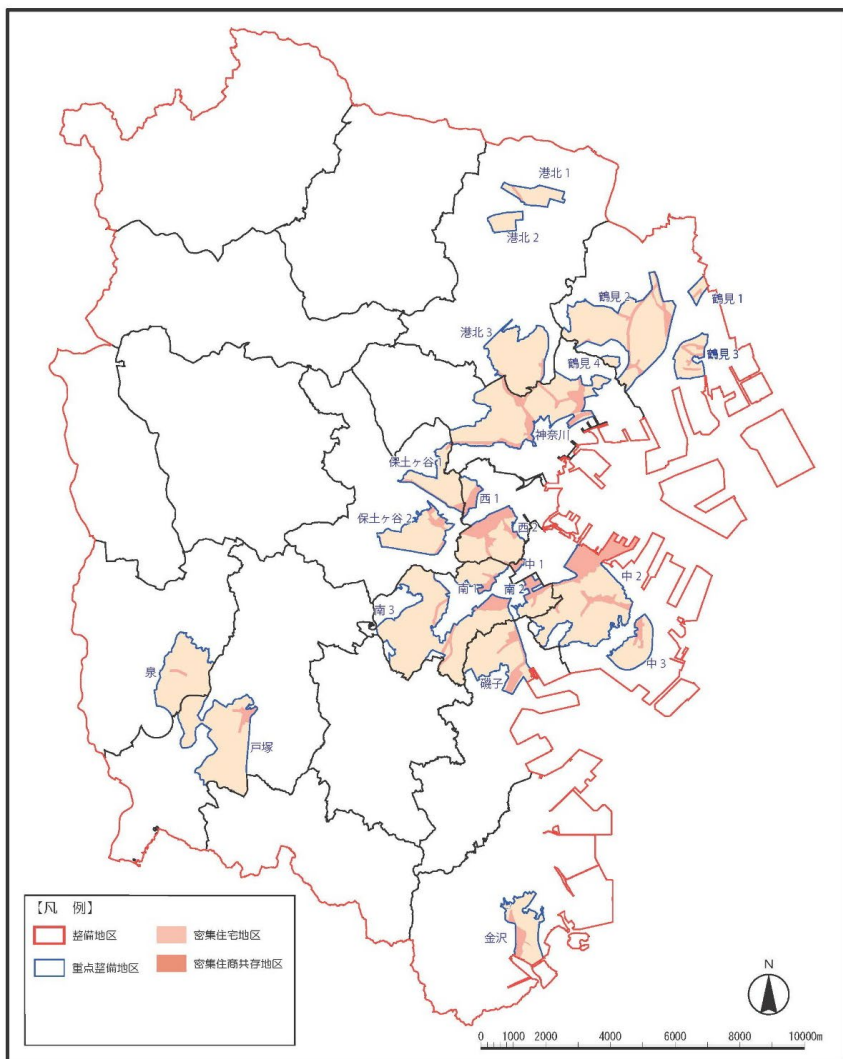 港北 1
港北 2
鶴見 2
鶴見 1
港北 3
鶴見 4
鶴見 3
神奈川
保土ヶ谷 1
西 1
保土ヶ谷 2
西 2
中 1
南 1
南 2
中 2
南 3
中 3
磯子
泉
戸塚
金沢
【凡 例】
整備地区
密集住宅地区
重点整備地区
密集住商共存地区
N
0 1000 2000 4000 6000 8000 10000m